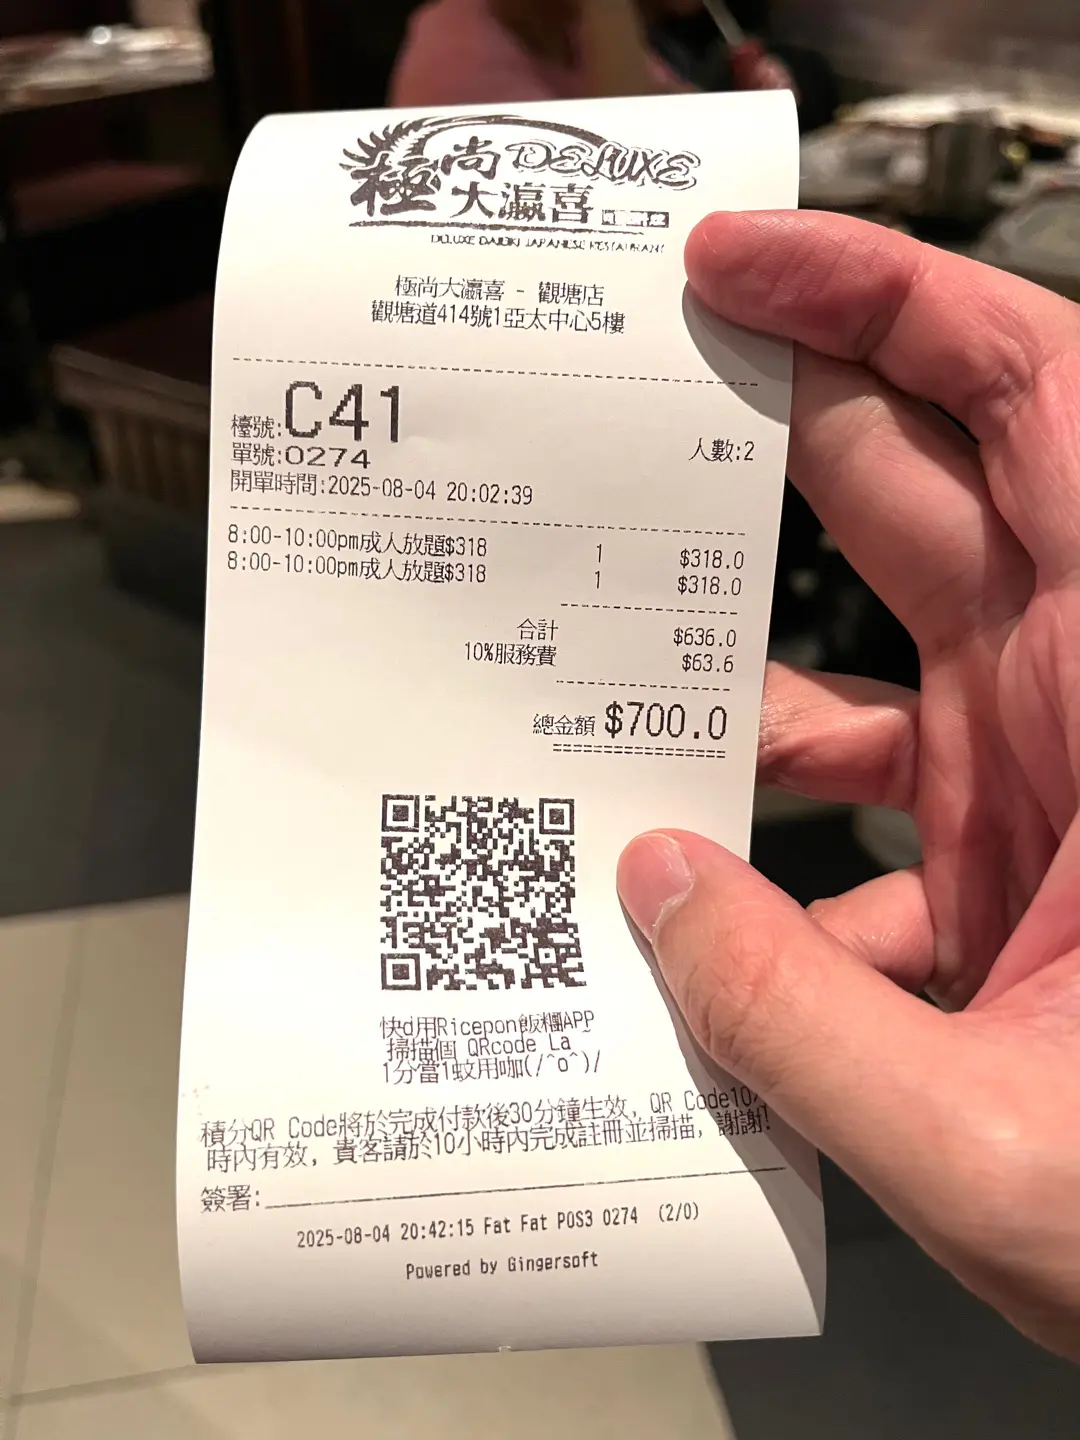 極尚 DELUXE
大瀛喜
DELUXE DAIEIKI JAPANESE RESTAURANT
極尚大瀛喜 - 觀塘店
觀塘道414號1亞太中心5樓
檯號:C41
人數:2
單號:0274
開單時間:2025-08-04 20:02:39
8:00-10:00pm成人放題$318 1 $318.0
8:00-10:00pm成人放題$318 1 $318.0
合計 $636.0
10%服務費 $63.6
總金額 $700.0
快d用Ricepon飯糰APP
掃描個 QRcode La
1分當1蚊用咖(/^o^)/
積分QR Code將於完成付款後30分鐘生效, QR Code10
時內有效, 貴客請於10小時內完成註冊並掃描, 謝謝!
簽署:
2025-08-04 20:42:15 Fat Fat POS3 0274 (2/0)
Powered by Gingersoft